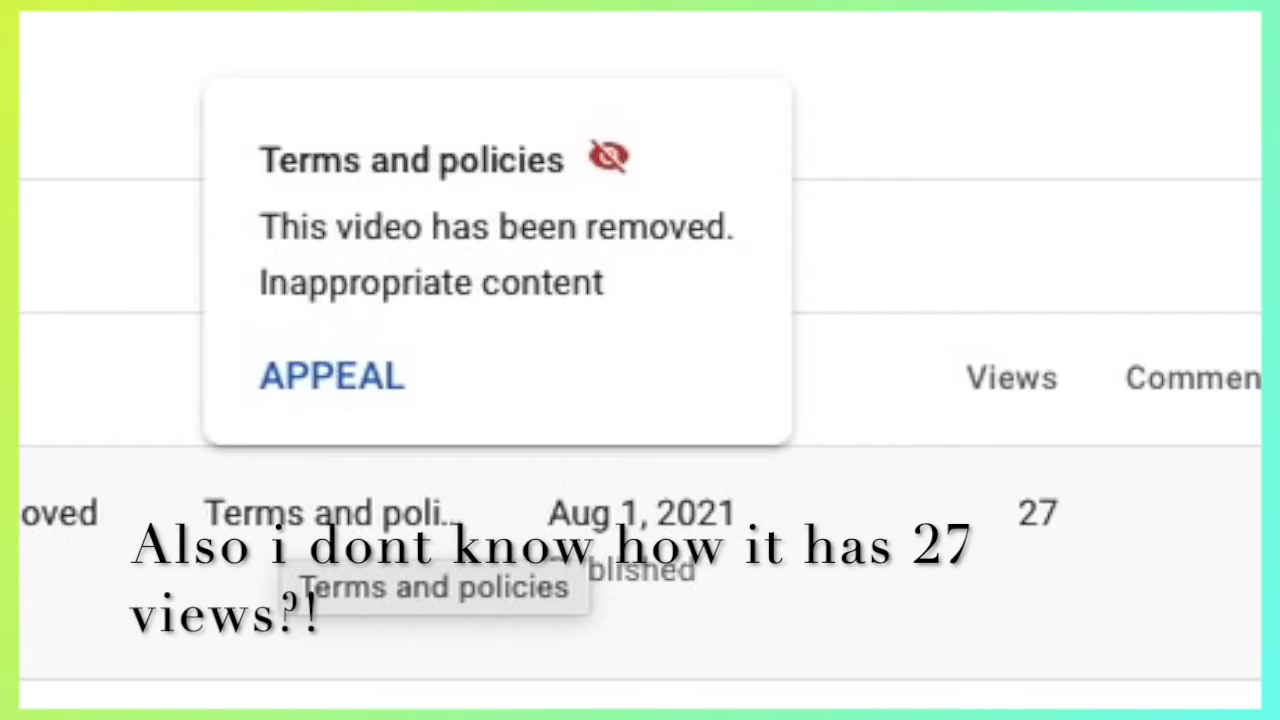 Terms and policies
This video has been removed.
Inappropriate content
APPEAL
Views Commen
oved Terms and poli... Aug 1, 2021 27
Also i dont know how it has 27
blished
Terms and policies
views?!